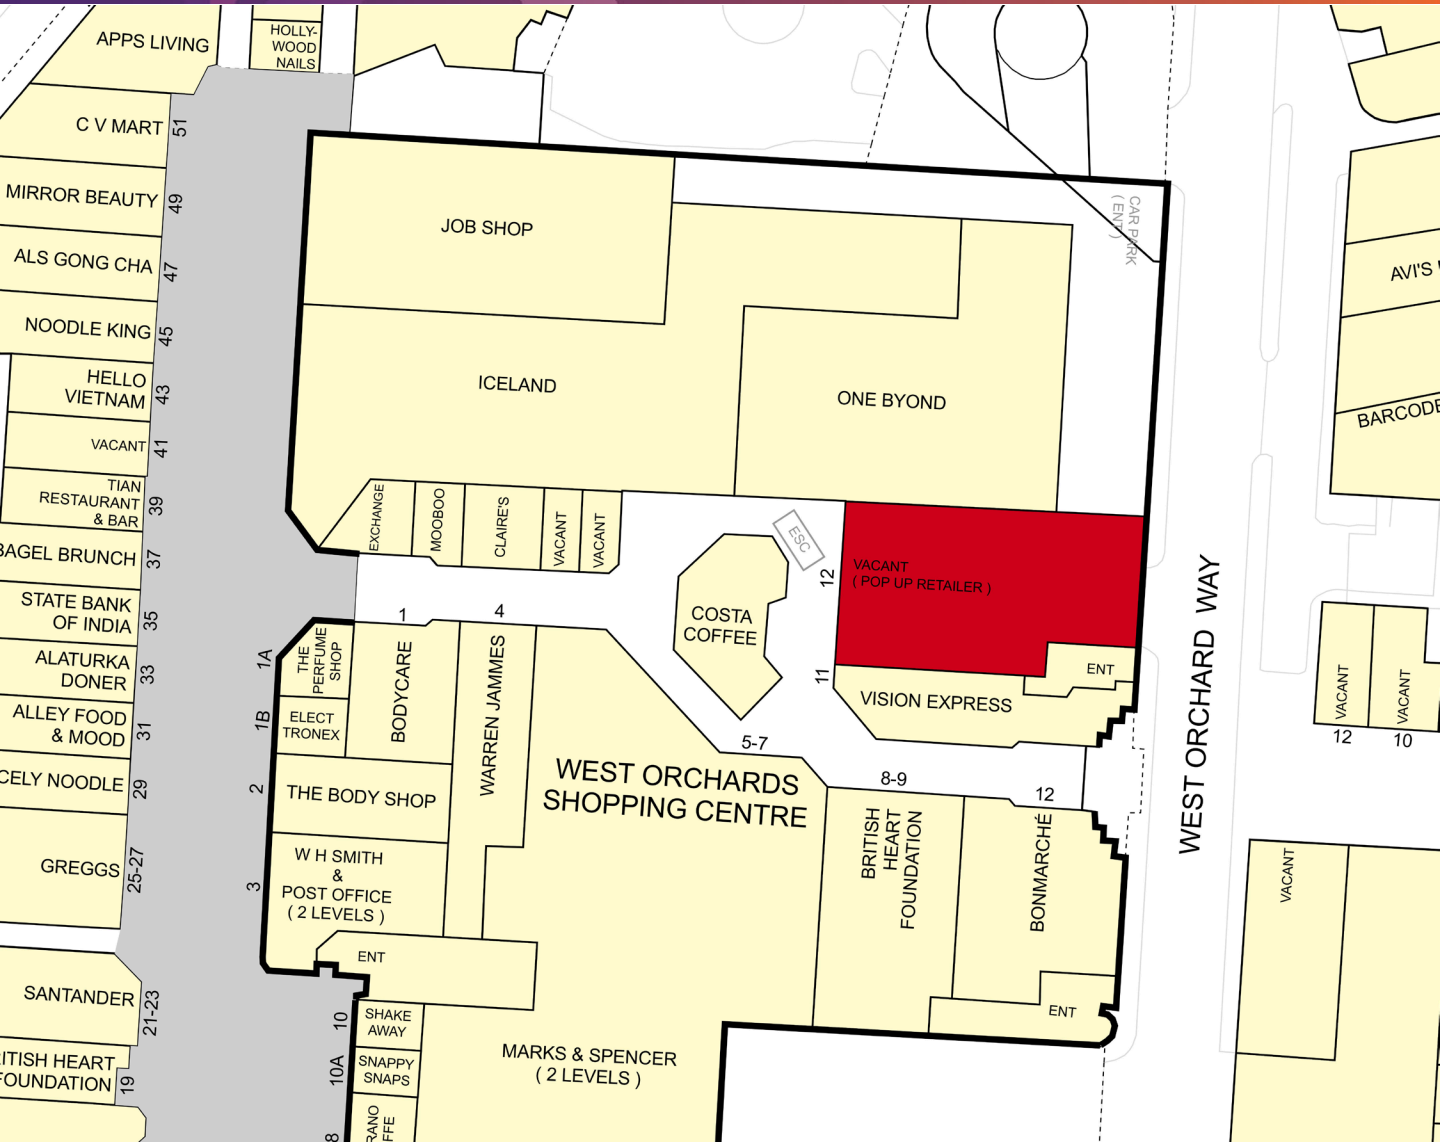 APPS LIVING
HOLLY-
WOOD
NAILS
C V MART
51
MIRROR BEAUTY
49
ALS GONG CHA
47
NOODLE KING
45
HELLO
VIETNAM
43
VACANT
41
TIAN
RESTAURANT
& BAR
39
BAGEL BRUNCH
37
STATE BANK
OF INDIA
35
ALATURKA
DONER
33
ALLEY FOOD
& MOOD
31
CELY NOODLE
29
GREGGS
25-27
SANTANDER
21-23
ITISH HEART
FOUNDATION
19
JOB SHOP
ICELAND
ONE BYOND
CAR PARK
( ENT )
EXCHANGE
MOOBOO
CLAIRE'S
VACANT
VACANT
ESC
COSTA
COFFEE
12
VACANT
( POP UP RETAILER )
ENT
11
VISION EXPRESS
1
4
1A
THE
PERFUME
SHOP
1B
ELECT
TRONEX
BODYCARE
WARREN JAMMES
2
THE BODY SHOP
3
W H SMITH
&
POST OFFICE
( 2 LEVELS )
ENT
5-7
WEST ORCHARDS
SHOPPING CENTRE
8-9
BRITISH
HEART
FOUNDATION
12
BONMARCHÉ
ENT
10
SHAKE
AWAY
10A
SNAPPY
SNAPS
8
RANO
FFE
MARKS & SPENCER
( 2 LEVELS )
WEST ORCHARD WAY
AVI'S
BARCODE
VACANT
12
VACANT
10
VACANT